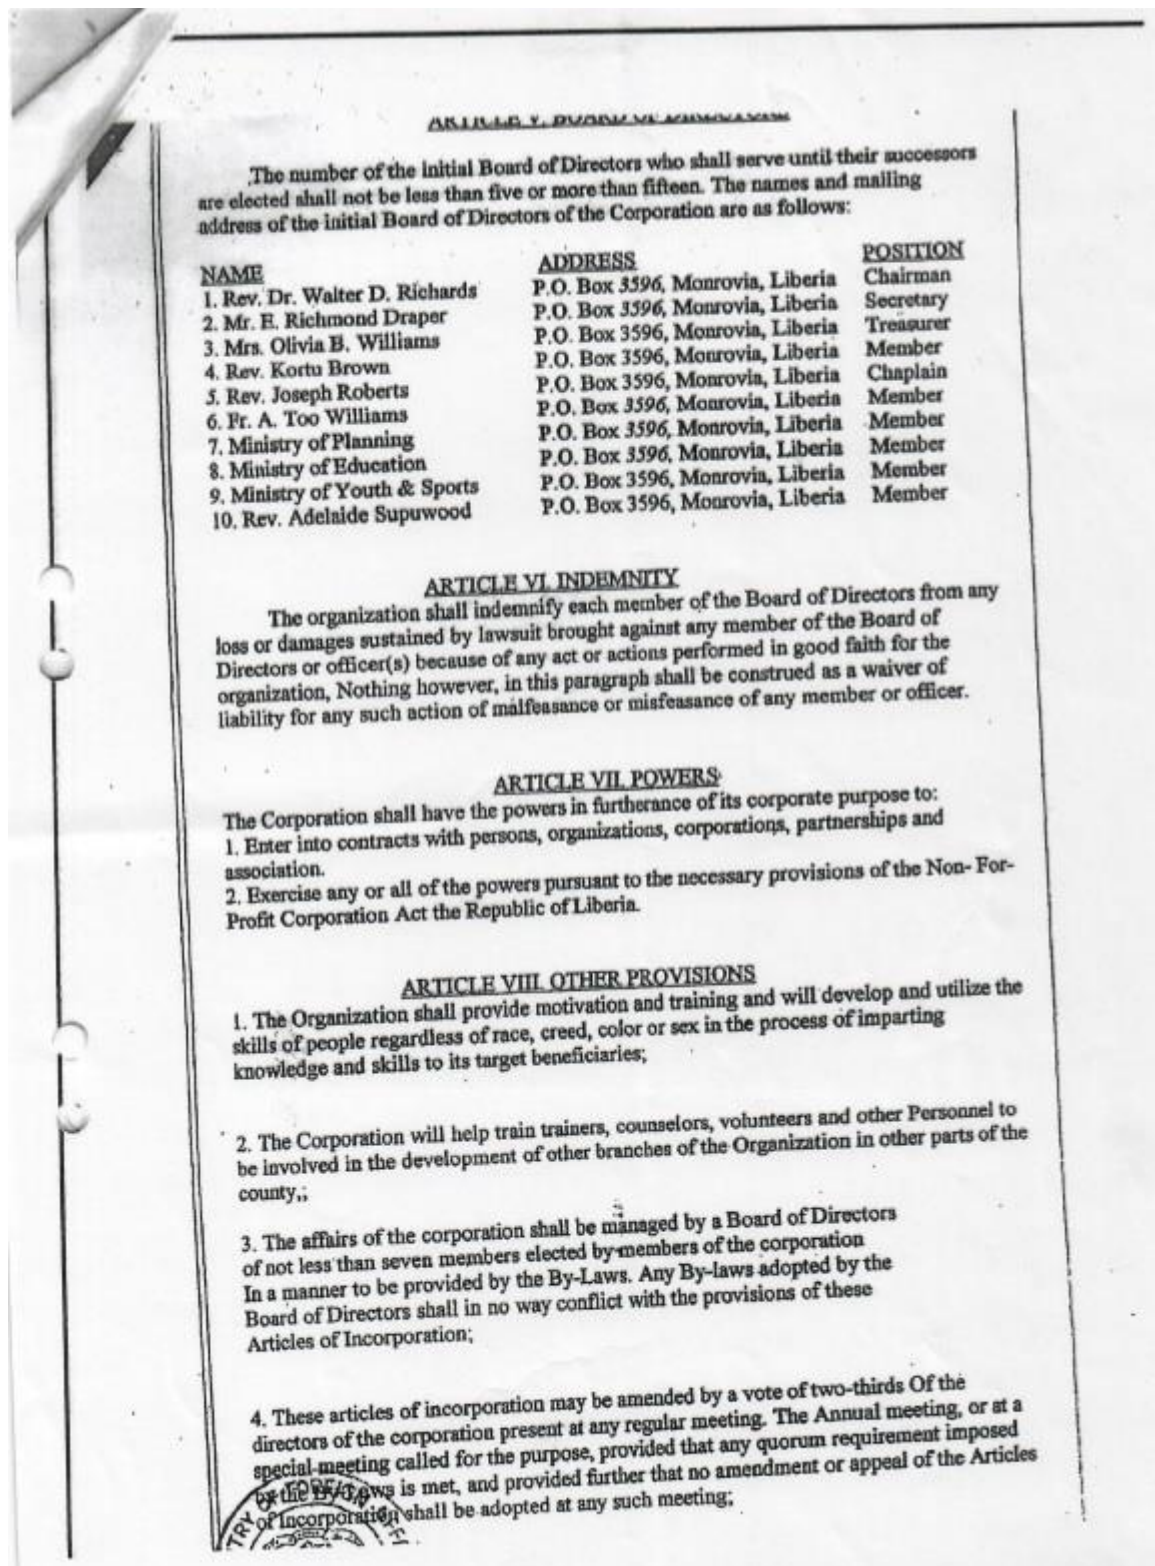 ARTICLE V. BOARD OF DIRECTORS
The number of the initial Board of Directors who shall serve until their successors
are elected shall not be less than five or more than fifteen. The names and mailing
address of the initial Board of Directors of the Corporation are as follows:
NAME ADDRESS POSITION
1. Rev. Dr. Walter D. Richards P.O. Box 3596, Monrovia, Liberia Chairman
2. Mr. E. Richmond Draper P.O. Box 3596, Monrovia, Liberia Secretary
3. Mrs. Olivia B. Williams P.O. Box 3596, Monrovia, Liberia Treasurer
4. Rev. Kortu Brown P.O. Box 3596, Monrovia, Liberia Member
5. Rev. Joseph Roberts P.O. Box 3596, Monrovia, Liberia Chaplain
6. Fr. A. Too Williams P.O. Box 3596, Monrovia, Liberia Member
7. Ministry of Planning P.O. Box 3596, Monrovia, Liberia Member
8. Ministry of Education P.O. Box 3596, Monrovia, Liberia Member
9. Ministry of Youth & Sports P.O. Box 3596, Monrovia, Liberia Member
10. Rev. Adelaide Supuwood P.O. Box 3596, Monrovia, Liberia Member
ARTICLE VI. INDEMNITY
The organization shall indemnify each member of the Board of Directors from any
loss or damages sustained by lawsuit brought against any member of the Board of
Directors or officer(s) because of any act or actions performed in good faith for the
organization, Nothing however, in this paragraph shall be construed as a waiver of
liability for any such action of malfeasance or misfeasance of any member or officer.
ARTICLE VII. POWERS
The Corporation shall have the powers in furtherance of its corporate purpose to:
1. Enter into contracts with persons, organizations, corporations, partnerships and
association.
2. Exercise any or all of the powers pursuant to the necessary provisions of the Non- For-
Profit Corporation Act the Republic of Liberia.
ARTICLE VIII. OTHER PROVISIONS
1. The Organization shall provide motivation and training and will develop and utilize the
skills of people regardless of race, creed, color or sex in the process of imparting
knowledge and skills to its target beneficiaries;
2. The Corporation will help train trainers, counselors, volunteers and other Personnel to
be involved in the development of other branches of the Organization in other parts of the
county,;
3. The affairs of the corporation shall be managed by a Board of Directors
of not less than seven members elected by members of the corporation
In a manner to be provided by the By-Laws. Any By-laws adopted by the
Board of Directors shall in no way conflict with the provisions of these
Articles of Incorporation;
4. These articles of incorporation may be amended by a vote of two-thirds Of the
directors of the corporation present at any regular meeting. The Annual meeting, or at a
special meeting called for the purpose, provided that any quorum requirement imposed
by the By-Laws is met, and provided further that no amendment or appeal of the Articles
of Incorporation shall be adopted at any such meeting;